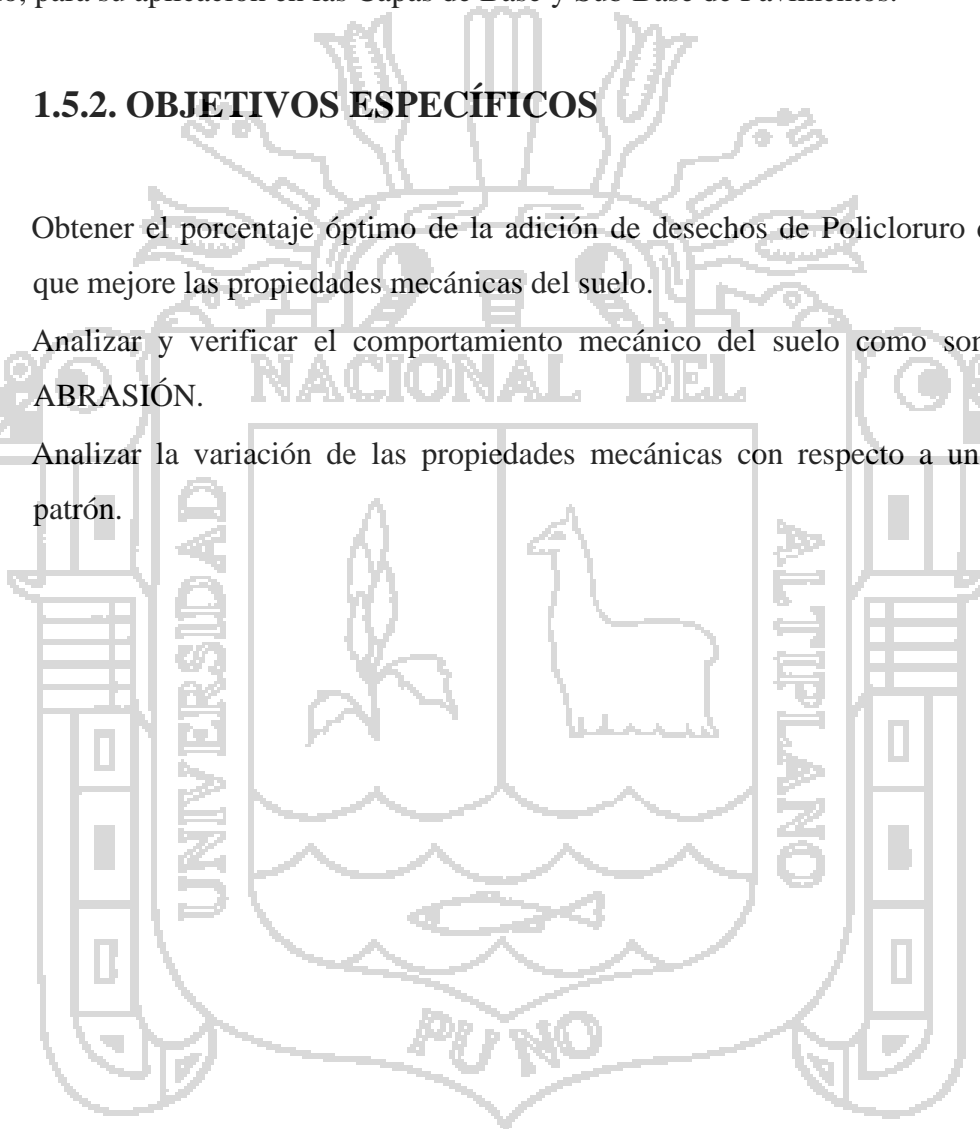 para su aplicación en las Capas de Base y Sub Base de Pavimentos.
1.5.2. OBJETIVOS ESPECÍFICOS
Obtener el porcentaje óptimo de la adición de desechos de Policloruro
que mejore las propiedades mecánicas del suelo.
Analizar y verificar el comportamiento mecánico del suelo como son
ABRASIÓN.
Analizar la variación de las propiedades mecánicas con respecto a un
patrón.
NACIONAL DEL
UNIVERSIDAD
ALTIPLANO
PUNO